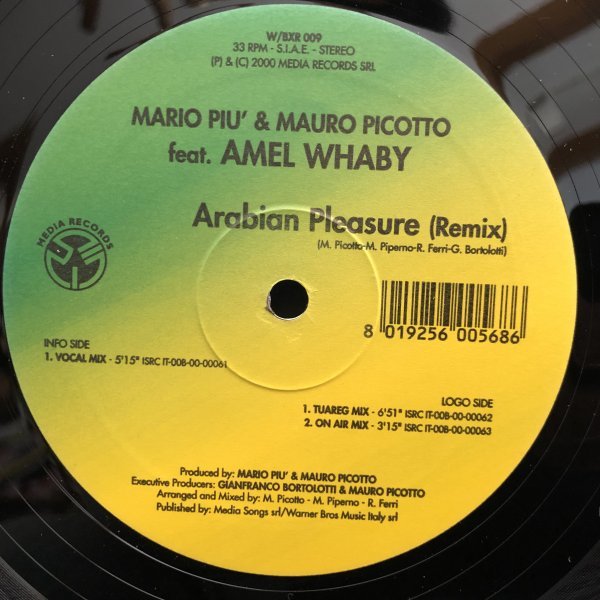 W/BXR 009
33 RPM - S.I.A.E. - STEREO
(P) & (C) 2000 MEDIA RECORDS SRL
MARIO PIU' & MAURO PICOTTO
feat. AMEL WHABY
Arabian Pleasure (Remix)
(M. Picotto-M. Piperno-R. Ferri-G. Bortolotti)
MEDIA RECORDS
8 019256 005686
INFO SIDE
1. VOCAL MIX - 5'15" ISRC IT-00B-00-00061
LOGO SIDE
1. TUAREG MIX - 6'51" ISRC IT-00B-00-00062
2. ON AIR MIX - 3'15" ISRC IT-00B-00-00063
Produced by: MARIO PIU' & MAURO PICOTTO
Executive Producers: GIANFRANCO BORTOLOTTI & MAURO PICOTTO
Arranged and Mixed by: M. Picotto - M. Piperno - R. Ferri
Published by: Media Songs srl/Warner Bros Music Italy srl